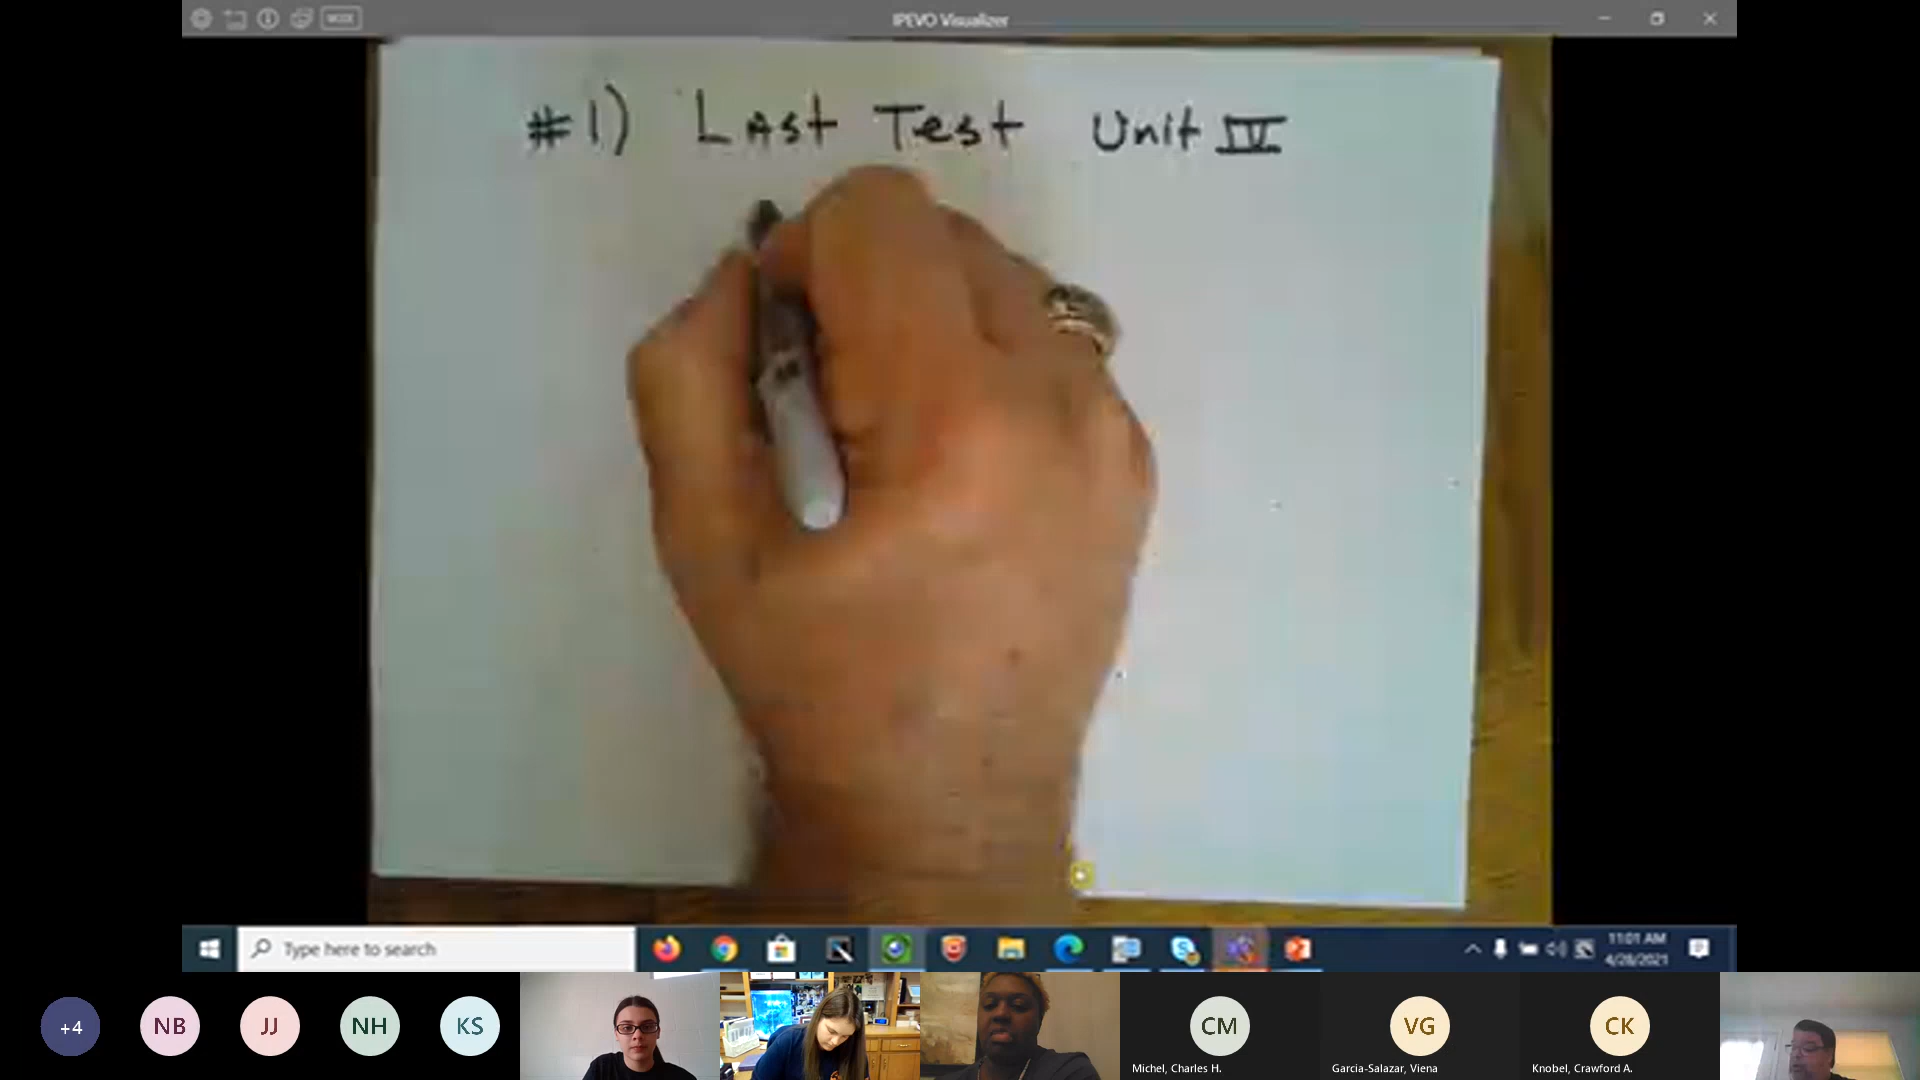 IPEVO Visualizer
MODE
#1) Last Test Unit IV
Type here to search
11:01 AM
4/28/2021
+4
NB
JJ
NH
KS
CM
VG
CK
Michel, Charles H.
Garcia-Salazar, Viena
Knobel, Crawford A.